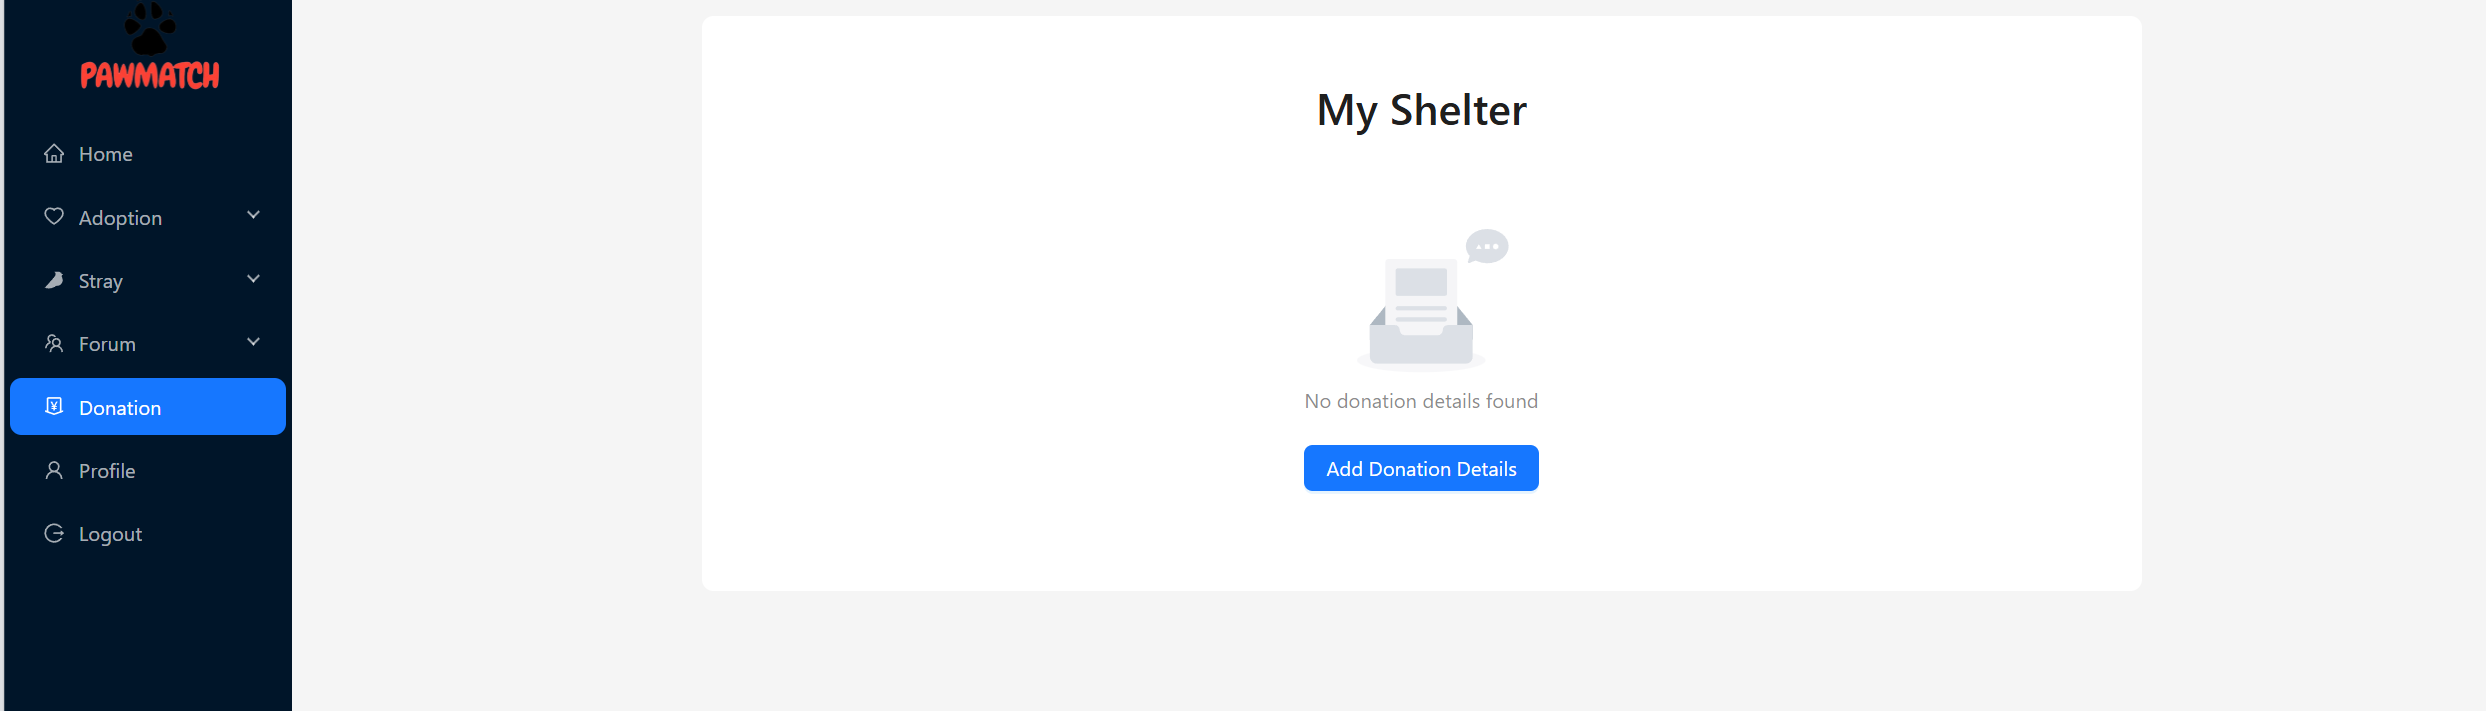 PAWMATCH
Home
Adoption
Stray
Forum
¥
Donation
Profile
Logout
My Shelter
No donation details found
Add Donation Details